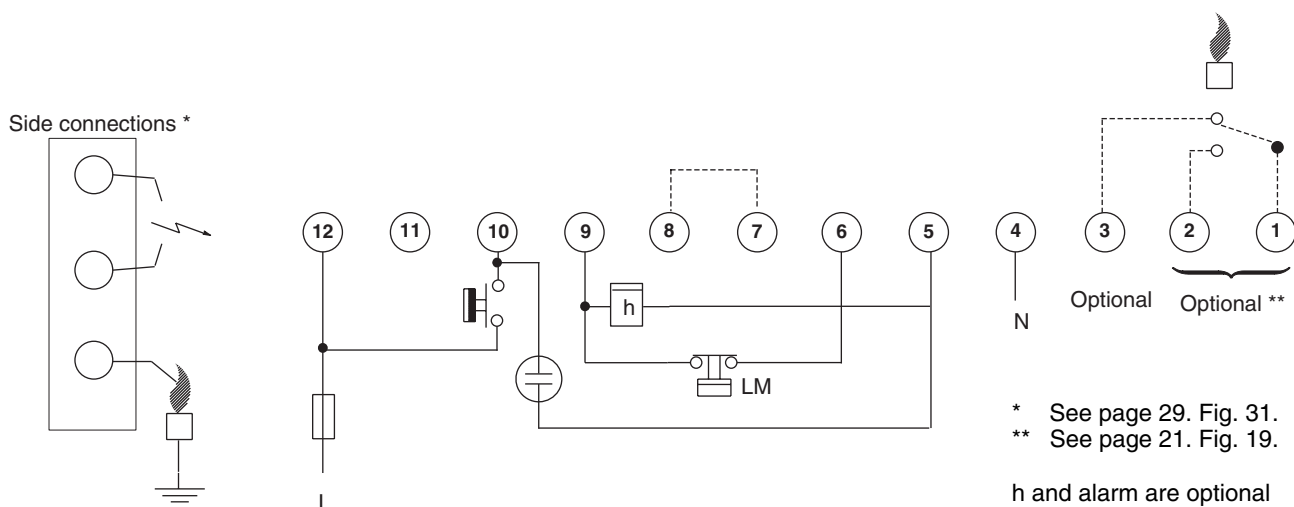 Side connections *
12 11 10 9 8 7 6 5 4 3 2 1
h
Optional Optional **
N
LM
* See page 29. Fig. 31.
** See page 21. Fig. 19.
h and alarm are optional